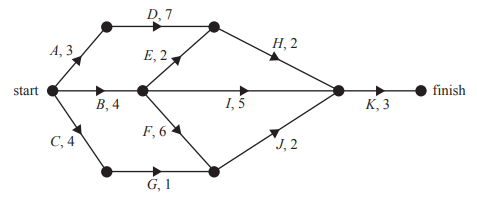 D, 7
A, 3
E, 2
H, 2
start
B, 4
I, 5
K, 3
finish
C, 4
F, 6
J, 2
G, 1